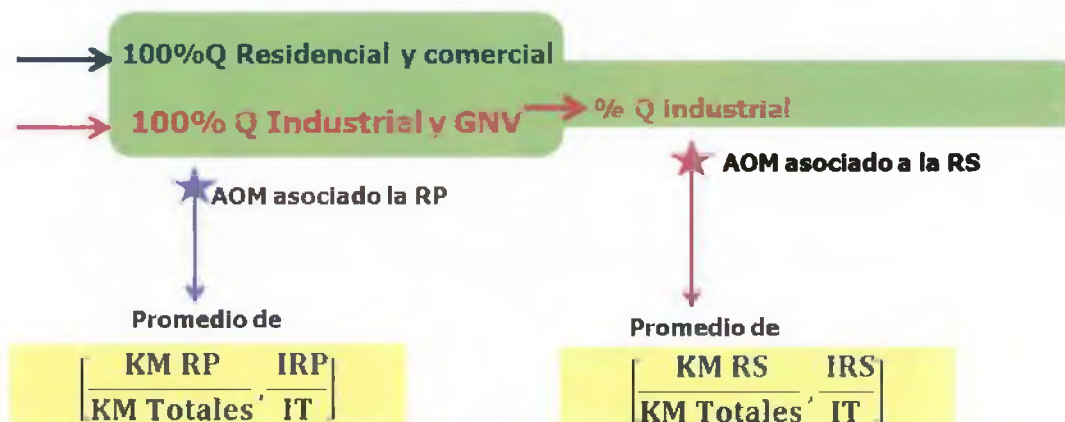 100%Q Residencial y comercial
100% Q Industrial y GNV
% Q industrial
AOM asociado la RP
AOM asociado a la RS
Promedio de
[KM RP / KM Totales, IRP / IT]
Promedio de
[KM RS / KM Totales, IRS / IT]